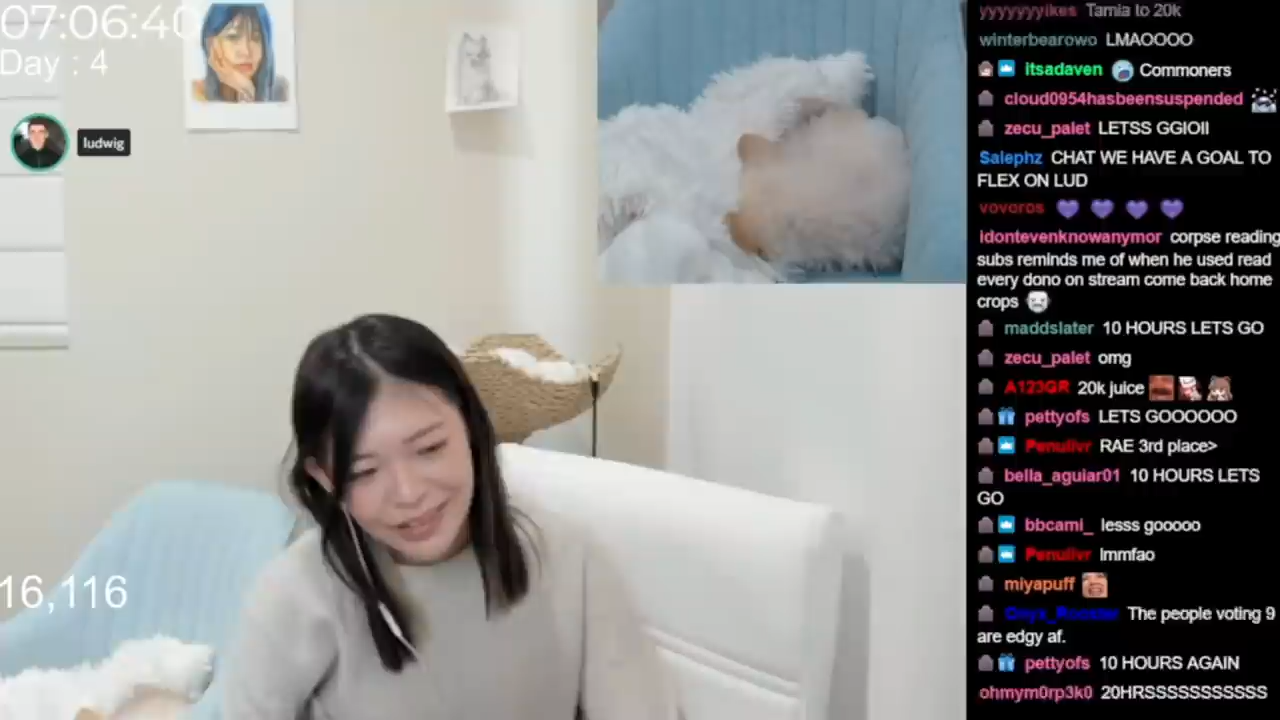 07:06:40
Day : 4
ludwig
16,116
yyyyyyyikes Tamia to 20k
winterbearowo LMAOOOO
itsadaven Commoners
cloud0954hasbeensuspended
zecu_palet LETSS GGIOII
Salephz CHAT WE HAVE A GOAL TO
FLEX ON LUD
vovoros
idontevenknowanymor corpse reading
subs reminds me of when he used read
every dono on stream come back home
crops
maddslater 10 HOURS LETS GO
zecu_palet omg
A123GR 20k juice
pettyofs LETS GOOOOOO
Penulivr RAE 3rd place>
bella_aguiar01 10 HOURS LETS
GO
bbcami_ lesss gooooo
Penulivr lmmfao
miyapuff
The people voting 9
are edgy af.
pettyofs 10 HOURS AGAIN
ohmym0rp3k0 20HRSSSSSSSSSSS